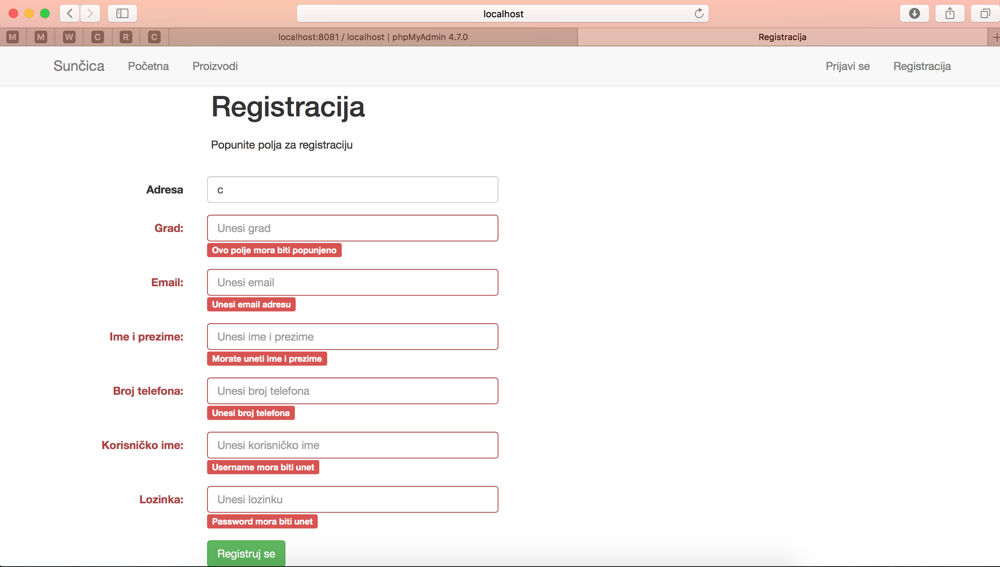 localhost
M M W C R C localhost:8081 / localhost | phpMyAdmin 4.7.0 Registracija
Sunčica Početna Proizvodi Prijavi se Registracija
Registracija
Popunite polja za registraciju
Adresa c
Grad: Unesi grad
Ovo polje mora biti popunjeno
Email: Unesi email
Unesi email adresu
Ime i prezime: Unesi ime i prezime
Morate uneti ime i prezime
Broj telefona: Unesi broj telefona
Unesi broj telefona
Korisničko ime: Unesi korisničko ime
Username mora biti unet
Lozinka: Unesi lozinku
Password mora biti unet
Registruj se